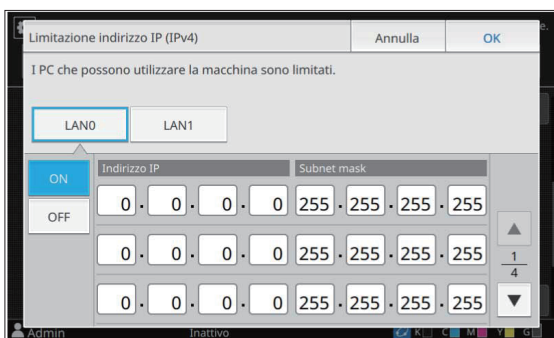 Limitazione indirizzo IP (IPv4) Annulla OK
e.
I PC che possono utilizzare la macchina sono limitati.
LAN0 LAN1
Indirizzo IP Subnet mask
ON
0. 0. 0. 0 255. 255. 255. 255
OFF
0. 0. 0. 0 255. 255. 255. 255
1
4
0. 0. 0. 0 255. 255. 255. 255
Admin Inattivo K C M Y G